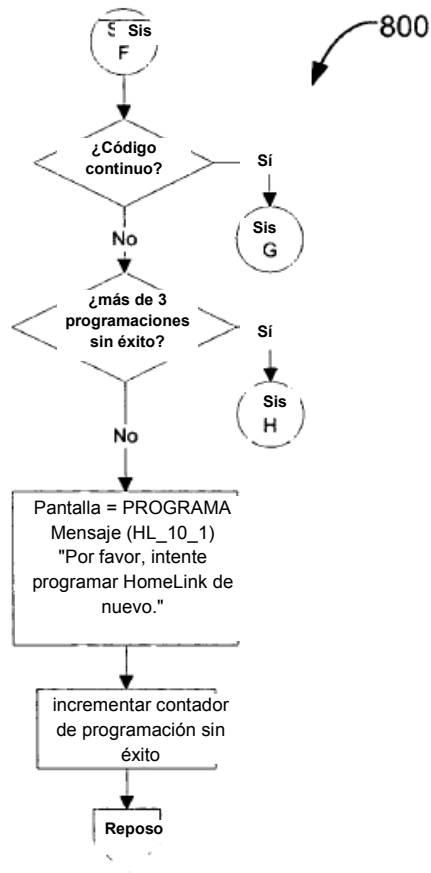 800
Sis
F
¿Código
continuo?
Sí
Sis
G
No
¿más de 3
programaciones
sin éxito?
Sí
Sis
H
No
Pantalla = PROGRAMA
Mensaje (HL_10_1)
"Por favor, intente
programar HomeLink de
nuevo."
incrementar contador
de programación sin
éxito
Reposo